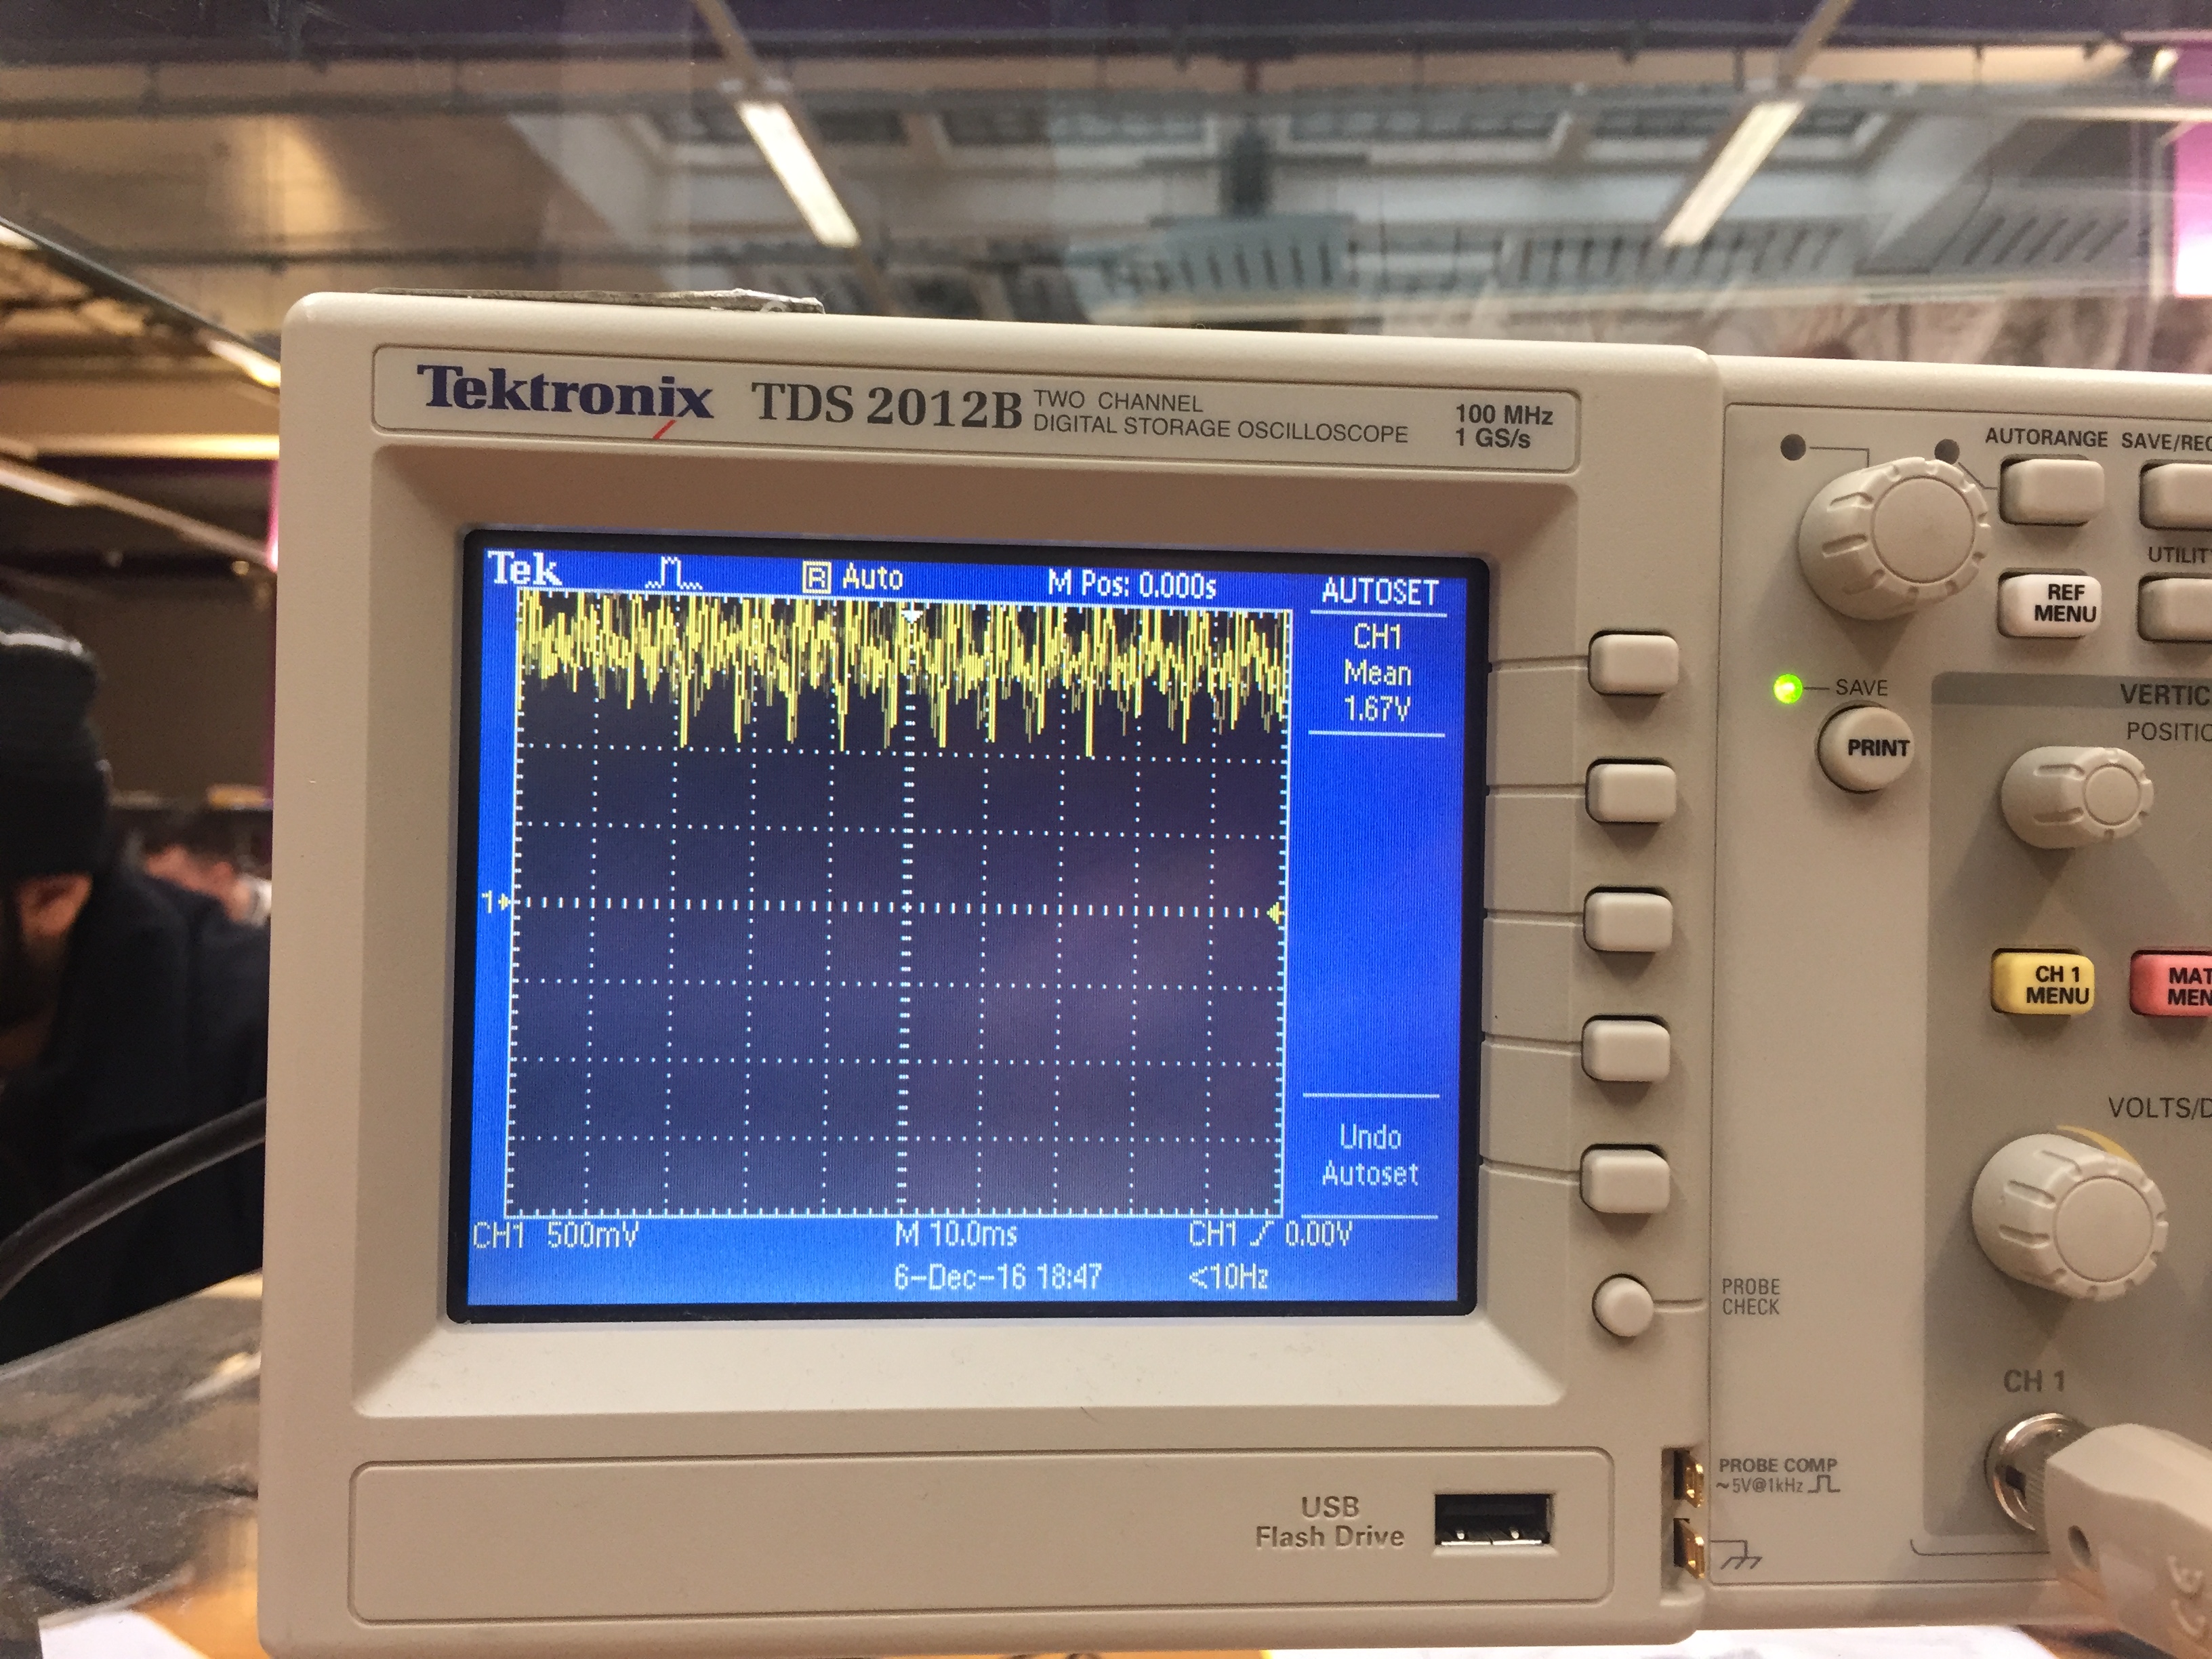 Tektronix TDS 2012B TWO CHANNEL
DIGITAL STORAGE OSCILLOSCOPE
100 MHz
1 GS/s
AUTORANGE
REF
MENU
SAVE
PRINT
CH 1
MENU
Tek
R Auto
M Pos: 0.000s
AUTOSET
CH1
Mean
1.67V
Undo
Autoset
1
CH1 500mV
M 10.0ms
CH1 0.00V
6-Dec-16 18:47
<10Hz
PROBE
CHECK
CH 1
PROBE COMP
~5V@1kHz
USB
Flash Drive